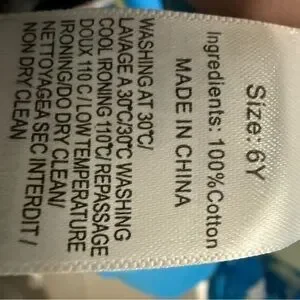 Size: 6Y
Ingredients: 100%Cotton
MADE IN CHINA
WASHING AT 30℃/
LAVAGE A 30℃/30℃ WASHING
COOL IRONING 110℃/ REPASSAGE
DOUX 110 C / LOW TEMPERATURE
IRONING/DO DRY CLEAN/
NETTOYAGEA SEC INTERDIT /
NON DRY CLEAN